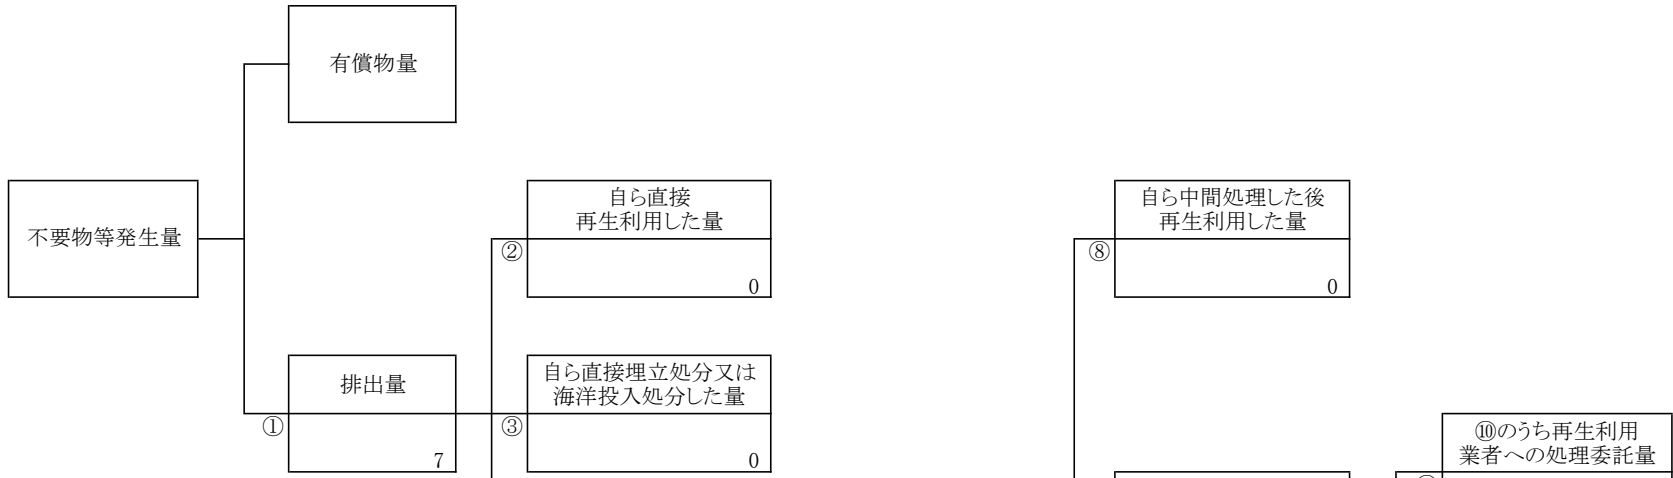 有償物量
不要物等発生量
自ら直接
再生利用した量
②
0
自ら中間処理した後
再生利用した量
⑧
0
排出量
①
7
自ら直接埋立処分又は
海洋投入処分した量
③
0
⑩のうち再生利用
業者への処理委託量